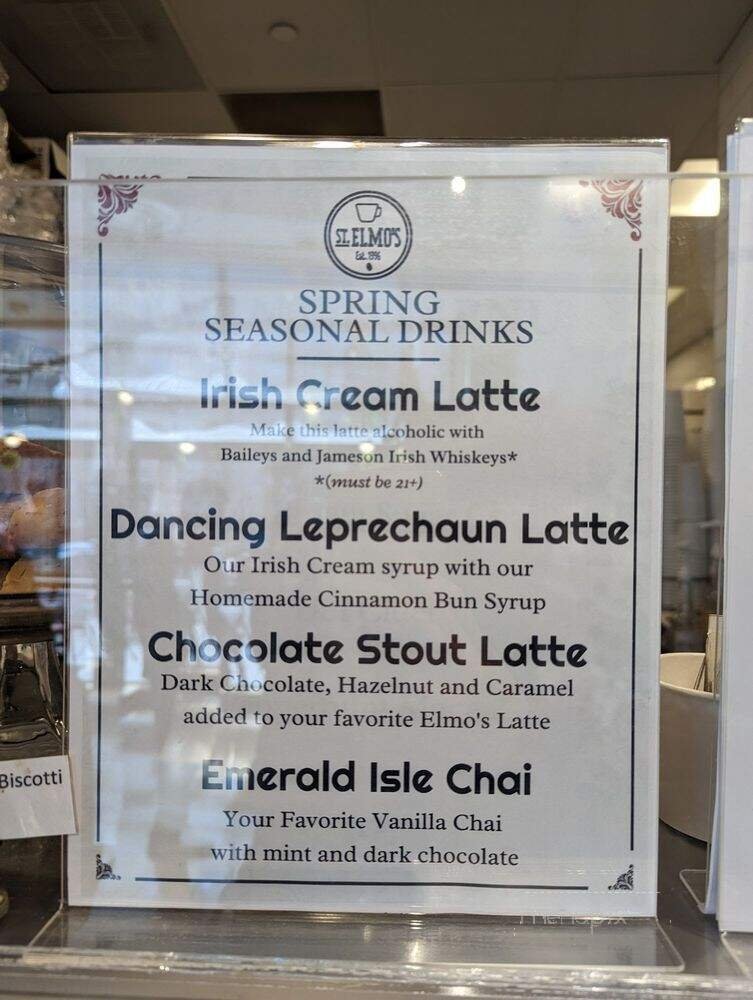 ST. ELMO'S
Est. 1996
SPRING
SEASONAL DRINKS
Irish Cream Latte
Make this latte alcoholic with
Baileys and Jameson Irish Whiskeys*
*(must be 21+)
Dancing Leprechaun Latte
Our Irish Cream syrup with our
Homemade Cinnamon Bun Syrup
Chocolate Stout Latte
Dark Chocolate, Hazelnut and Caramel
added to your favorite Elmo's Latte
Emerald Isle Chai
Your Favorite Vanilla Chai
with mint and dark chocolate
Biscotti